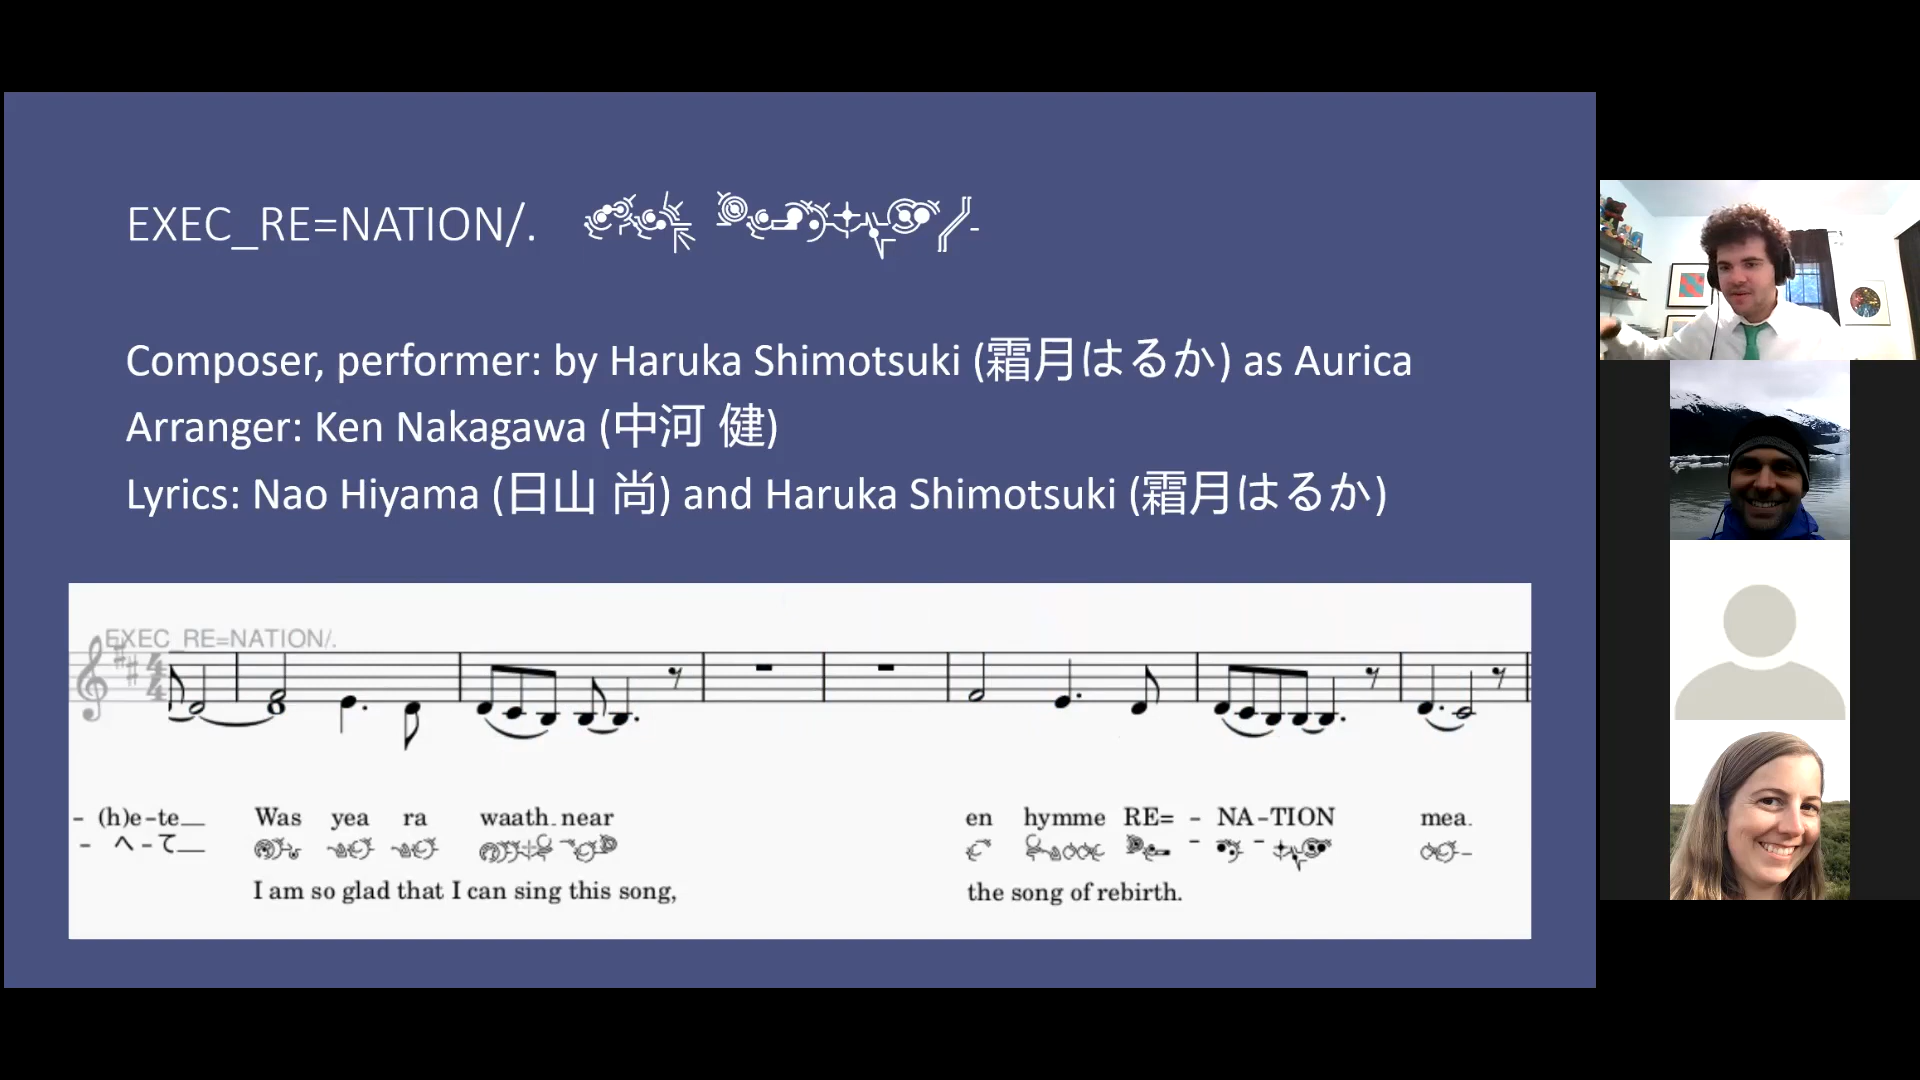 EXEC_RE=NATION/.
Composer, performer: by Haruka Shimotsuki (霜月はるか) as Aurica
Arranger: Ken Nakagawa (中河 健)
Lyrics: Nao Hiyama (日山 尚) and Haruka Shimotsuki (霜月はるか)
EXEC_RE=NATION/.
- (h)e-te__ Was yea ra waath near en hymme RE= - NA-TION mea.
- へ-て__
I am so glad that I can sing this song, the song of rebirth.